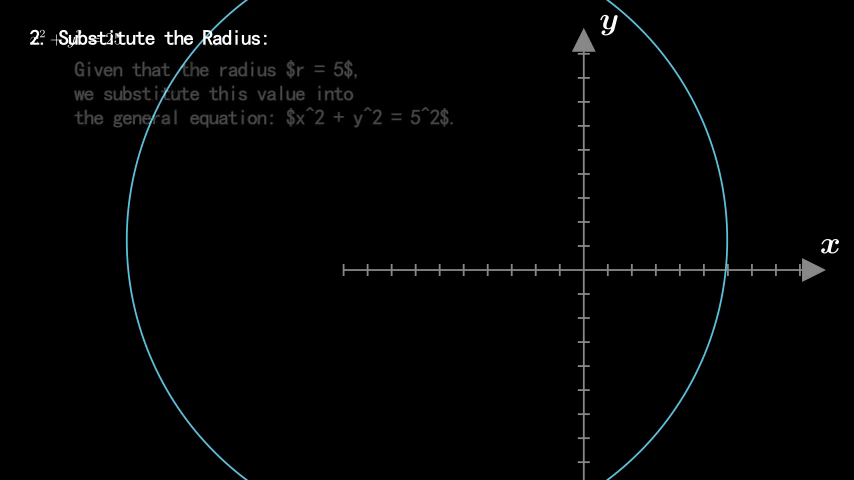 2. Substitute the Radius:
Given that the radius $r = 5$,
we substitute this value into
the general equation: $x^2 + y^2 = 5^2$.
y
x